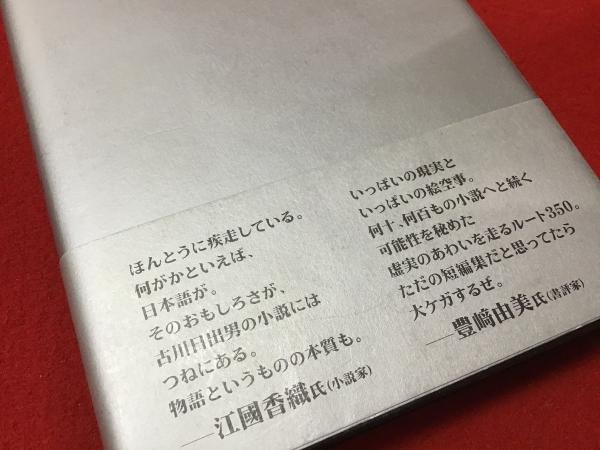 ほんとうに疾走している。
何がかといえば、
日本語が。
そのおもしろさが、
古川日出男の小説には
つねにある。
物語というものの本質も。
——江國香織氏(小説家)
いっぱいの現実と
いっぱいの絵空事。
何十、何百もの小説へと続く
可能性を秘めた
虚実のあわいを走るルート350。
ただの短編集だと思ってたら
大ケガするぜ。
——豊﨑由美氏(書評家)